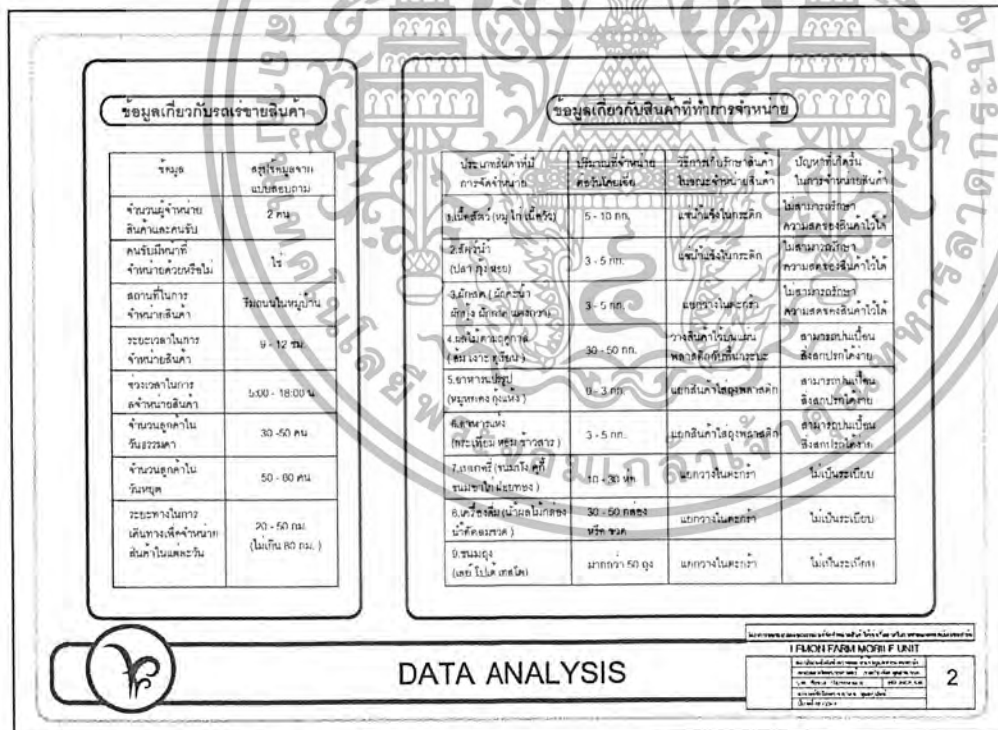 ข้อมูลเกี่ยวกับรถเร่ขายสินค้า
ข้อมูล
สรุปข้อมูลจาก
แบบสอบถาม
จำนวนผู้จำหน่าย
สินค้าและคนขับ
2 คน
คนขับมีหน้าที่
จำหน่ายด้วยหรือไม่
ใช่
สถานที่ในการ
จำหน่ายสินค้า
ริมถนนในหมู่บ้าน
ระยะเวลาในการ
จำหน่ายสินค้า
9 - 12 ชม.
ช่วงเวลาในการ
จำหน่ายสินค้า
5:00 - 18:00 น.
จำนวนลูกค้าใน
วันธรรมดา
30 -50 คน
จำนวนลูกค้าใน
วันหยุด
50 - 60 คน
ระยะทางในการ
เดินทางเพื่อจำหน่าย
สินค้าในแต่ละวัน
20 - 50 กม.
(ไม่เกิน 80 กม. )
ข้อมูลเกี่ยวกับสินค้าที่ทำการจำหน่าย
ประเภทสินค้าที่มี
การจัดจำหน่าย
ปริมาณที่จำหน่าย
ต่อวันโดยเฉลี่ย
วิธีการเก็บรักษาสินค้า
ในขณะจำหน่ายสินค้า
ปัญหาที่เกิดขึ้น
ในการจำหน่ายสินค้า
1.เนื้อสัตว์ (หมู ไก่ เนื้อวัว)
5 - 10 กก.
แช่น้ำแข็งในกระติก
ไม่สามารถรักษา
ความสดของสินค้าไว้ได้
2.สัตว์น้ำ
(ปลา กุ้ง หอย)
3 - 5 กก.
แช่น้ำแข็งในกระติก
ไม่สามารถรักษา
ความสดของสินค้าไว้ได้
3.ผักสด ( ผักคะน้า
ผักบุ้ง ผักกาด แตงกวา)
3 - 5 กก.
แยกวางในตะกร้า
ไม่สามารถรักษา
ความสดของสินค้าไว้ได้
4.ผลไม้ตามฤดูกาล
( ส้ม เงาะ ทุเรียน )
30 - 50 กก.
วางสินค้าไว้บนแผ่น
พลาสติกกับพื้นกระบะ
สามารถปนเปื้อน
สิ่งสกปรกได้ง่าย
5.อาหารแปรรูป
(หมูหยอง กุ้งแห้ง )
0 - 3 กก.
แยกสินค้าใส่ถุงพลาสติก
สามารถปนเปื้อน
สิ่งสกปรกได้ง่าย
6.อาหารแห้ง
(กระเทียม หอม ข้าวสาร )
3 - 5 กก.
แยกสินค้าใส่ถุงพลาสติก
สามารถปนเปื้อน
สิ่งสกปรกได้ง่าย
7.เบเกอรี่ (ขนมปัง คุกกี้
ขนมชาไก่ ฝอยทอง )
10 - 30 ห่อ
แยกวางในตะกร้า
ไม่เป็นระเบียบ
8.เครื่องดื่ม (น้ำผลไม้กล่อง
น้ำอัดลมขวด )
30 - 50 กล่อง
หรือ ขวด
แยกวางในตะกร้า
ไม่เป็นระเบียบ
9.ขนมถุง
(เลย์ โปเต้ เทสโต)
มากกว่า 50 ถุง
แยกวางในตะกร้า
ไม่เป็นระเบียบ
DATA ANALYSIS
LEMON FARM MOBILE UNIT
2